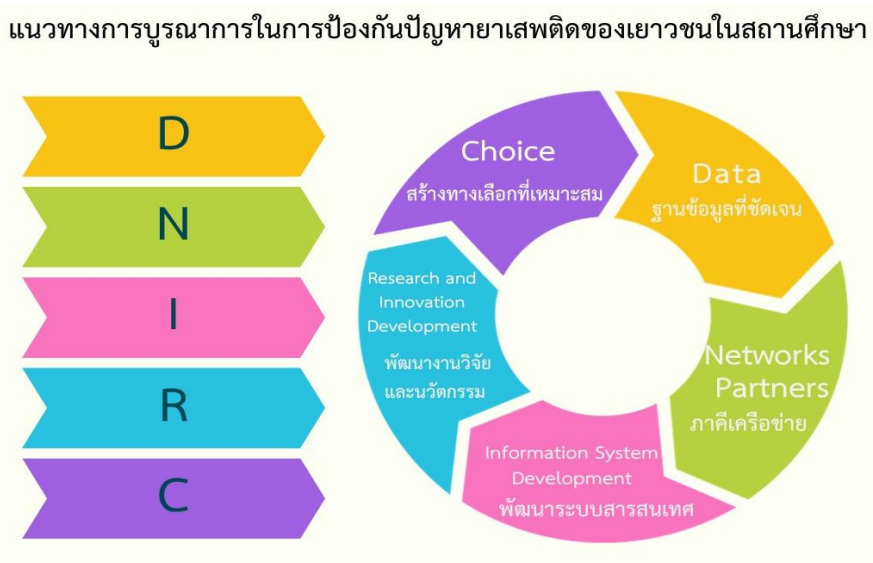 แนวทางการบูรณาการในการป้องกันปัญหายาเสพติดของเยาวชนในสถานศึกษา
D
N
I
R
C
Choice
สร้างทางเลือกที่เหมาะสม
Data
ฐานข้อมูลที่ชัดเจน
Networks
Partners
ภาคีเครือข่าย
Information System
Development
พัฒนาระบบสารสนเทศ
Research and
Innovation
Development
พัฒนางานวิจัย
และนวัตกรรม